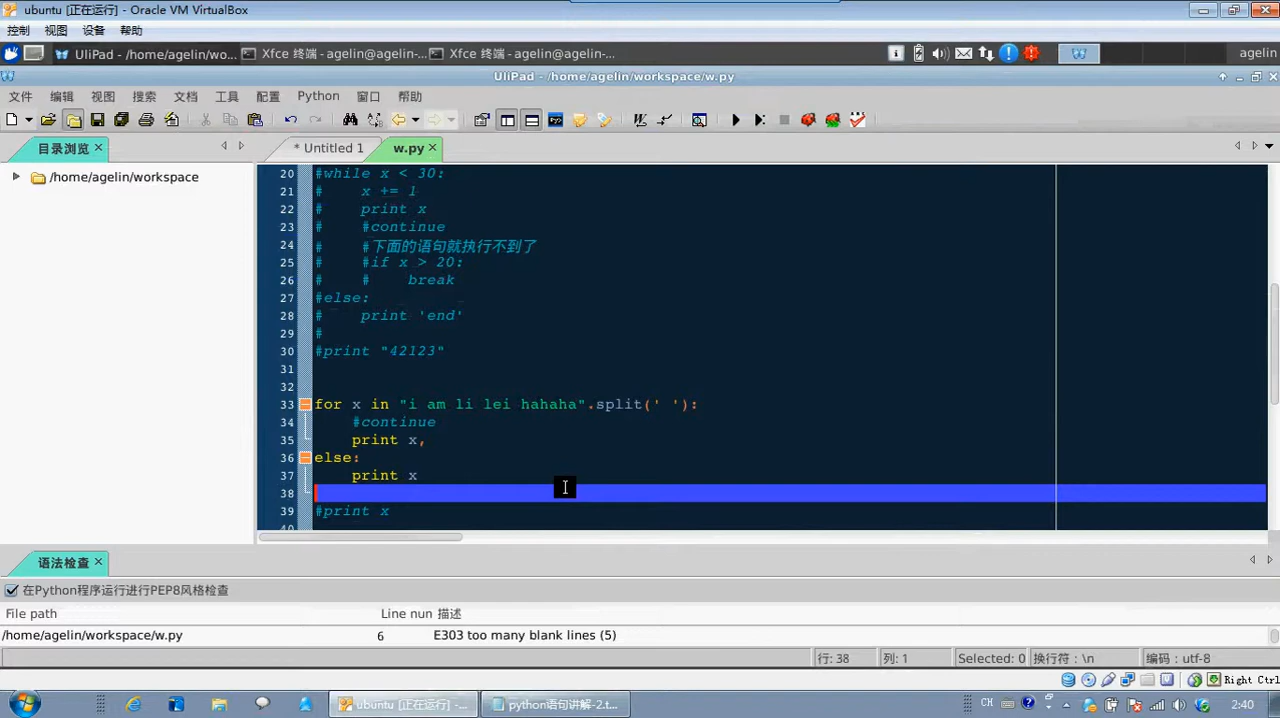 ubuntu [正在运行] - Oracle VM VirtualBox
控制 视图 设备 帮助
UliPad - /home/agelin/wo... Xfce 终端 - agelin@agelin-... Xfce 终端 - agelin@agelin-... agelin
UliPad - /home/agelin/workspace/w.py
文件 编辑 视图 搜索 文档 工具 配置 Python 窗口 帮助
目录浏览 * Untitled 1 w.py
/home/agelin/workspace
20 #while x < 30:
21 #    x += 1
22 #    print x
23 #    #continue
24 #    #下面的语句就执行不到了
25 #    #if x > 20:
26 #    #    break
27 #else:
28 #    print 'end'
29 #
30 #print "42123"
31
32
33 for x in "i am li lei hahaha".split(' '):
34     #continue
35     print x,
36 else:
37     print x
38
39 #print x
40
语法检查
在Python程序运行进行PEP8风格检查
File path Line nun 描述
/home/agelin/workspace/w.py 6 E303 too many blank lines (5)
行: 38 列: 1 Selected: 0 换行符 : \n 编码 : utf-8
Right Ctrl
ubuntu [正在运行] -... python语句讲解-2.t... CH 2:40